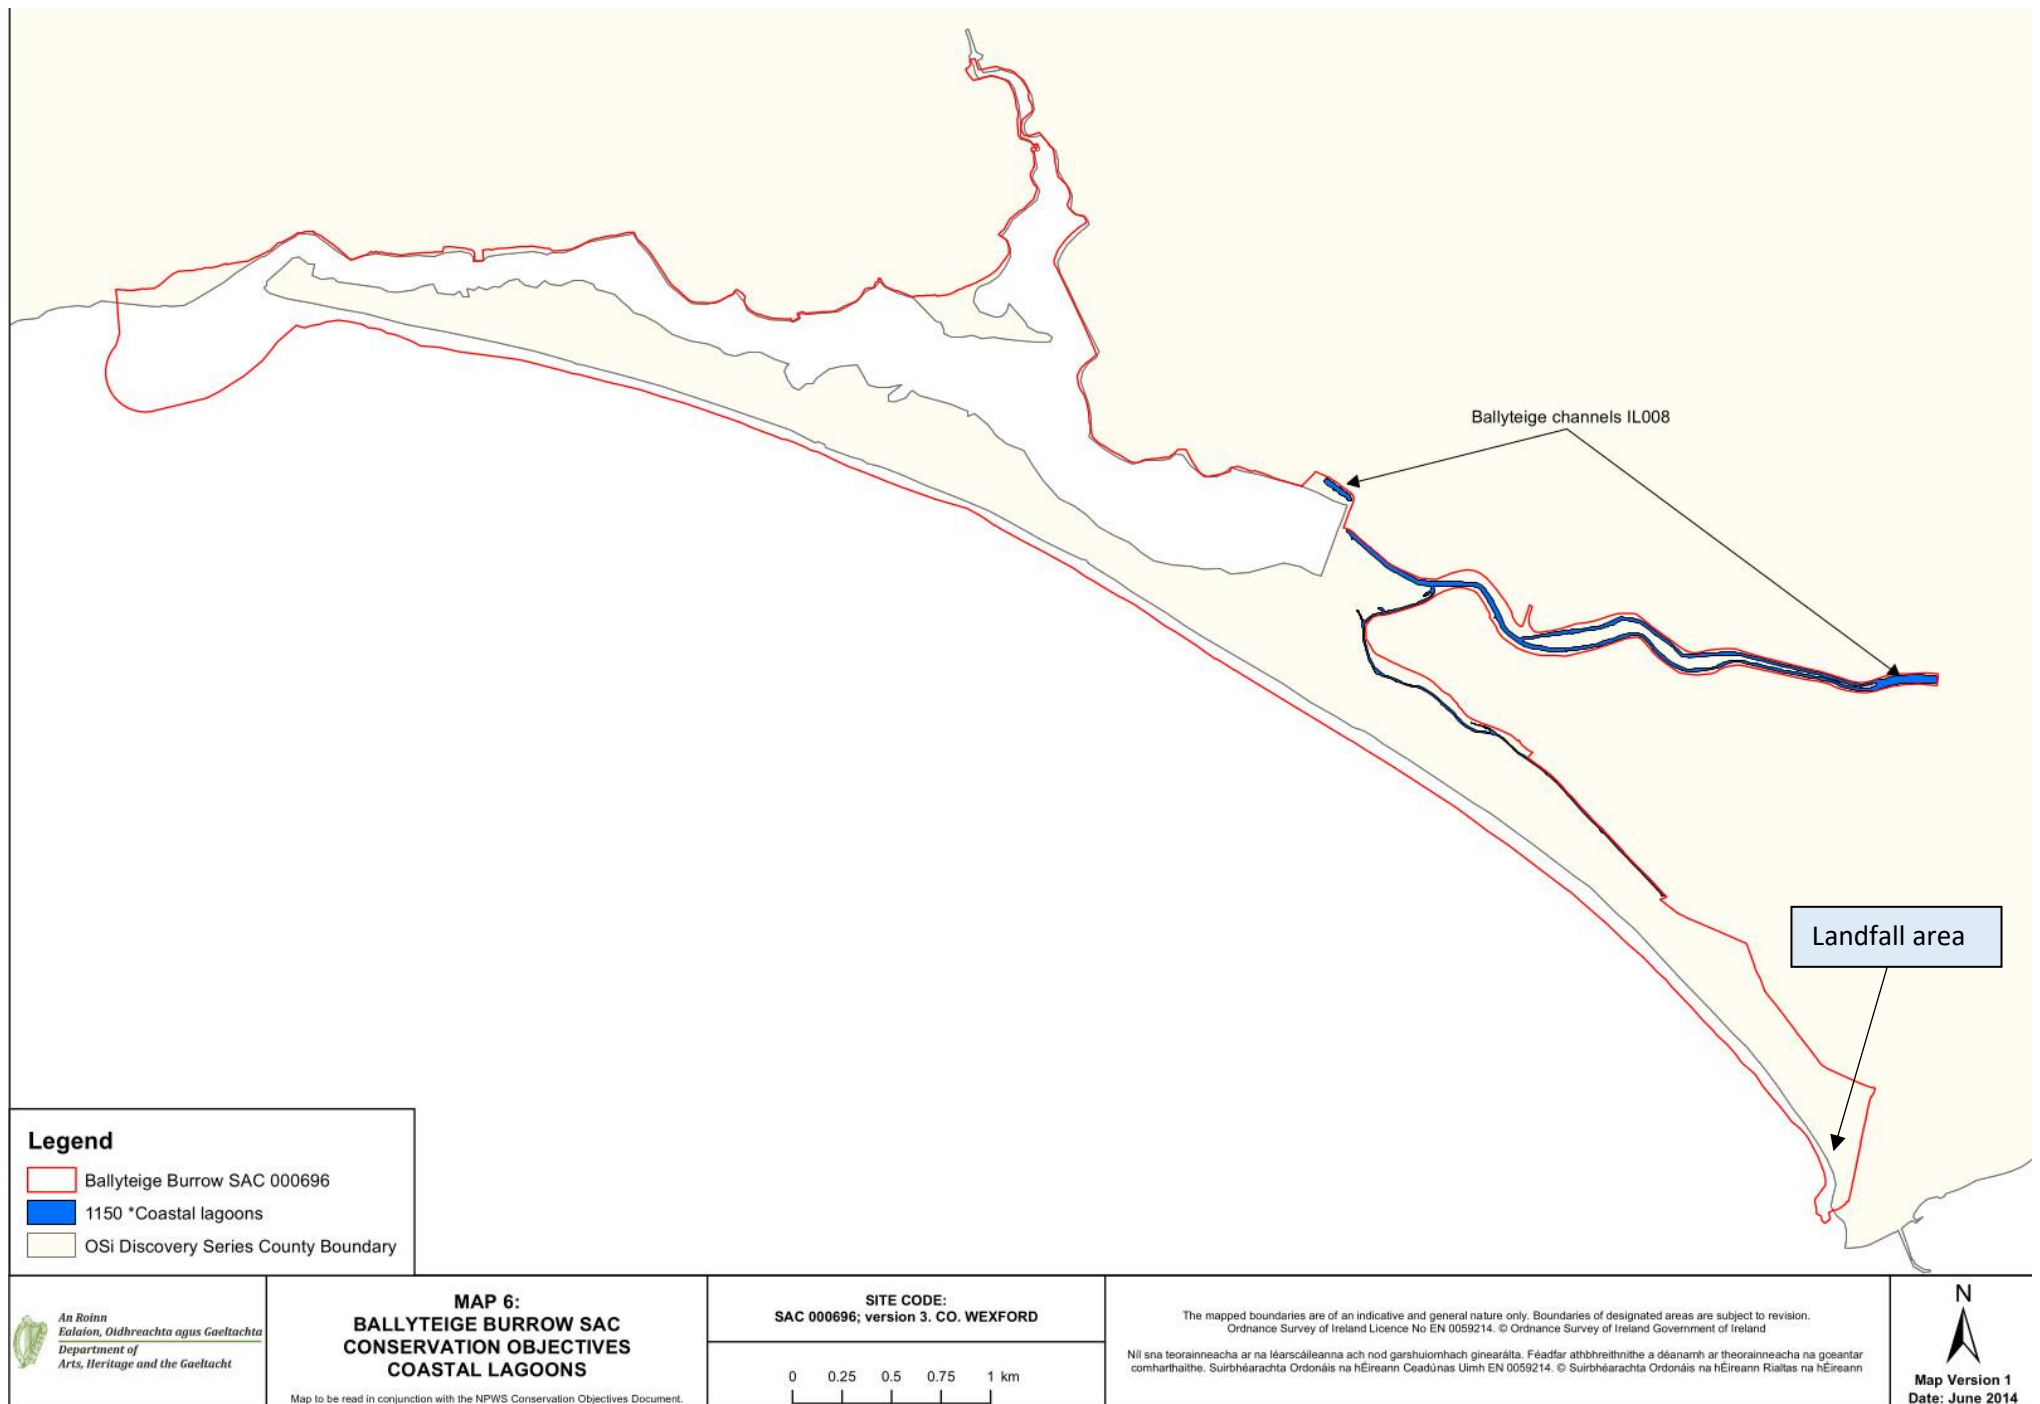 Ballyteige channels IL008
Landfall area
Legend
Ballyteige Burrow SAC 000696
1150 *Coastal lagoons
OSi Discovery Series County Boundary
An Roinn
Ealaíon, Oidhreachta agus Gaeltachta
Department of
Arts, Heritage and the Gaeltacht
MAP 6:
BALLYTEIGE BURROW SAC
CONSERVATION OBJECTIVES
COASTAL LAGOONS
Map to be read in conjunction with the NPWS Conservation Objectives Document.
SITE CODE:
SAC 000696; version 3. CO. WEXFORD
0 0.25 0.5 0.75 1 km
The mapped boundaries are of an indicative and general nature only. Boundaries of designated areas are subject to revision.
Ordnance Survey of Ireland Licence No EN 0059214. © Ordnance Survey of Ireland Government of Ireland
Níl sna teorainneacha ar na léarscáileanna ach nod garshuíomhach ginearálta. Féadfar athbhreithnithe a déanamh ar theorainneacha na gceantar
comharthaithe. Suirbhéarachta Ordonáis na hÉireann Ceadúnas Uimh EN 0059214. © Suirbhéarachta Ordonáis na hÉireann Rialtas na hÉireann
N
Map Version 1
Date: June 2014